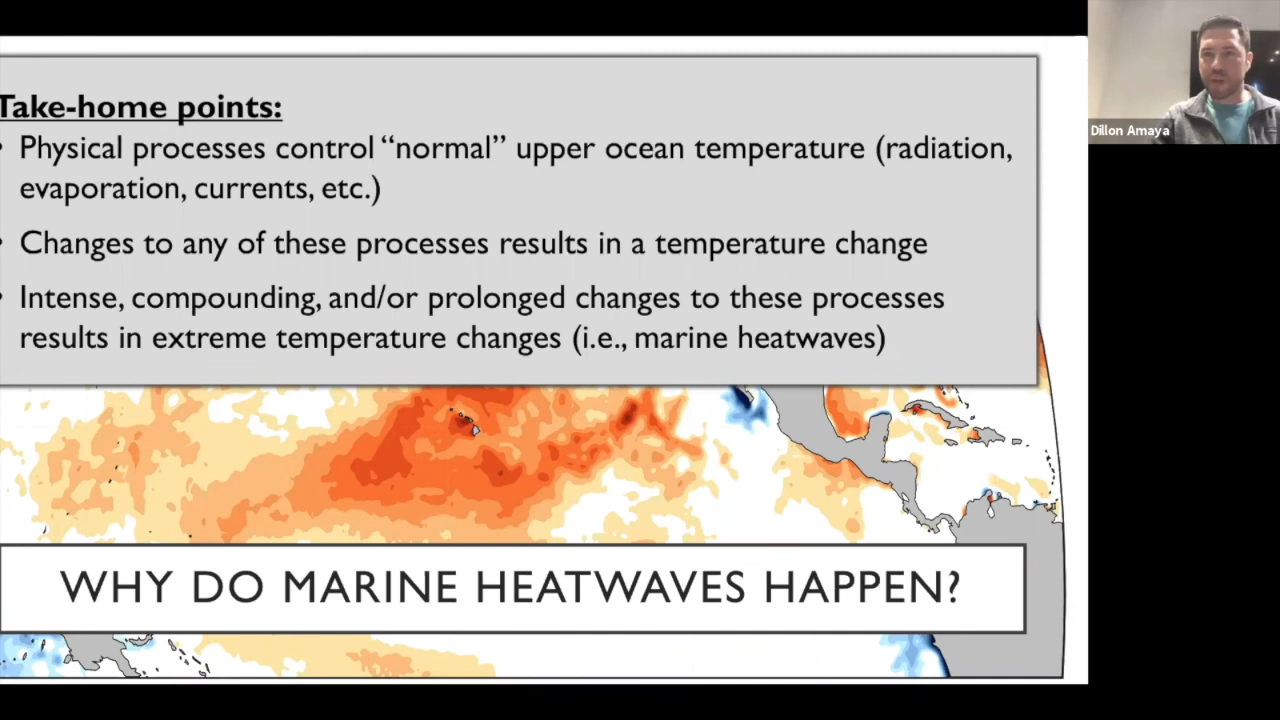 Take-home points:
• Physical processes control “normal” upper ocean temperature (radiation,
evaporation, currents, etc.)
• Changes to any of these processes results in a temperature change
• Intense, compounding, and/or prolonged changes to these processes
results in extreme temperature changes (i.e., marine heatwaves)
WHY DO MARINE HEATWAVES HAPPEN?
Dillon Amaya